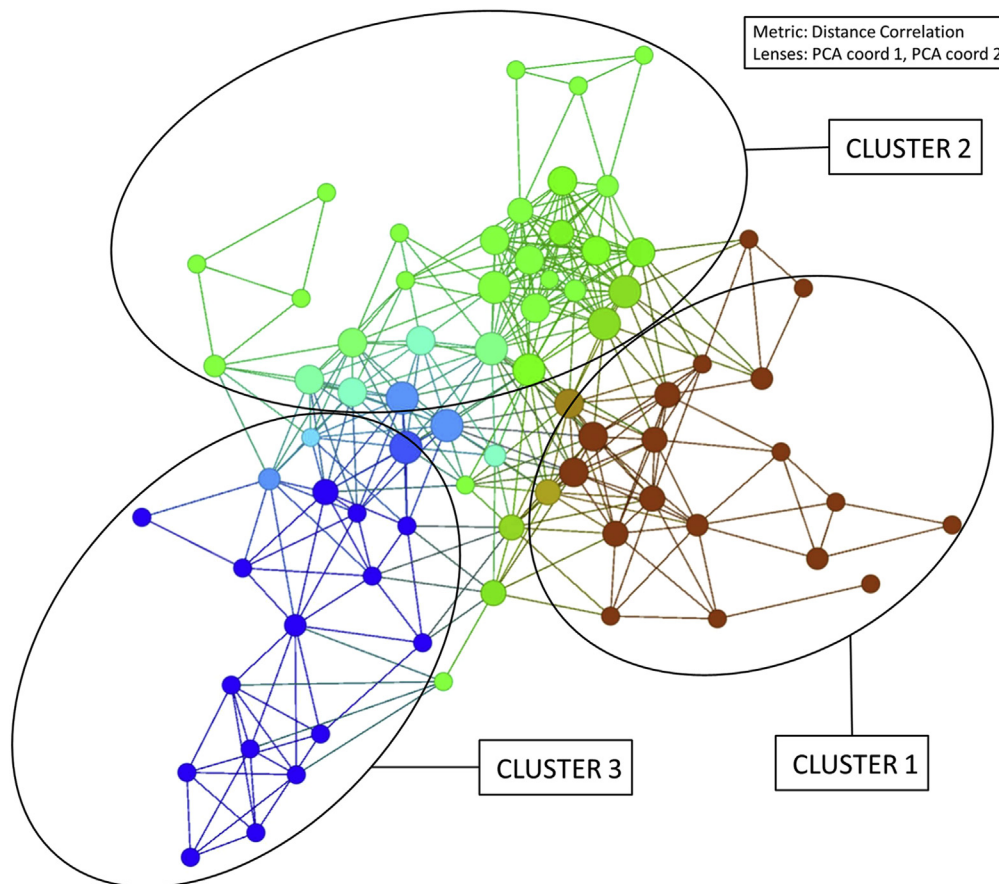 Metric: Distance Correlation
Lenses: PCA coord 1, PCA coord 2
CLUSTER 2
CLUSTER 3
CLUSTER 1